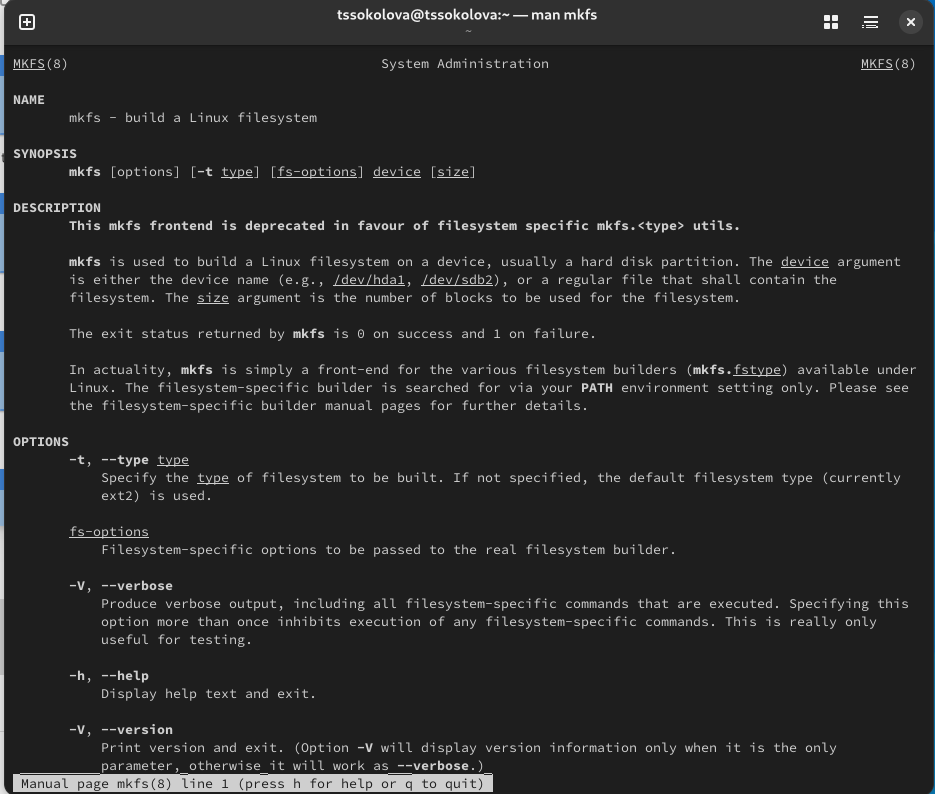 tssokolova@tssokolova:~ — man mkfs
~
MKFS(8) System Administration MKFS(8)
NAME
mkfs - build a Linux filesystem
SYNOPSIS
mkfs [options] [-t type] [fs-options] device [size]
DESCRIPTION
This mkfs frontend is deprecated in favour of filesystem specific mkfs.<type> utils.
mkfs is used to build a Linux filesystem on a device, usually a hard disk partition. The device argument
is either the device name (e.g., /dev/hda1, /dev/sdb2), or a regular file that shall contain the
filesystem. The size argument is the number of blocks to be used for the filesystem.
The exit status returned by mkfs is 0 on success and 1 on failure.
In actuality, mkfs is simply a front-end for the various filesystem builders (mkfs.fstype) available under
Linux. The filesystem-specific builder is searched for via your PATH environment setting only. Please see
the filesystem-specific builder manual pages for further details.
OPTIONS
-t, --type type
Specify the type of filesystem to be built. If not specified, the default filesystem type (currently
ext2) is used.
fs-options
Filesystem-specific options to be passed to the real filesystem builder.
-V, --verbose
Produce verbose output, including all filesystem-specific commands that are executed. Specifying this
option more than once inhibits execution of any filesystem-specific commands. This is really only
useful for testing.
-h, --help
Display help text and exit.
-V, --version
Print version and exit. (Option -V will display version information only when it is the only
parameter, otherwise it will work as --verbose.)
Manual page mkfs(8) line 1 (press h for help or q to quit)